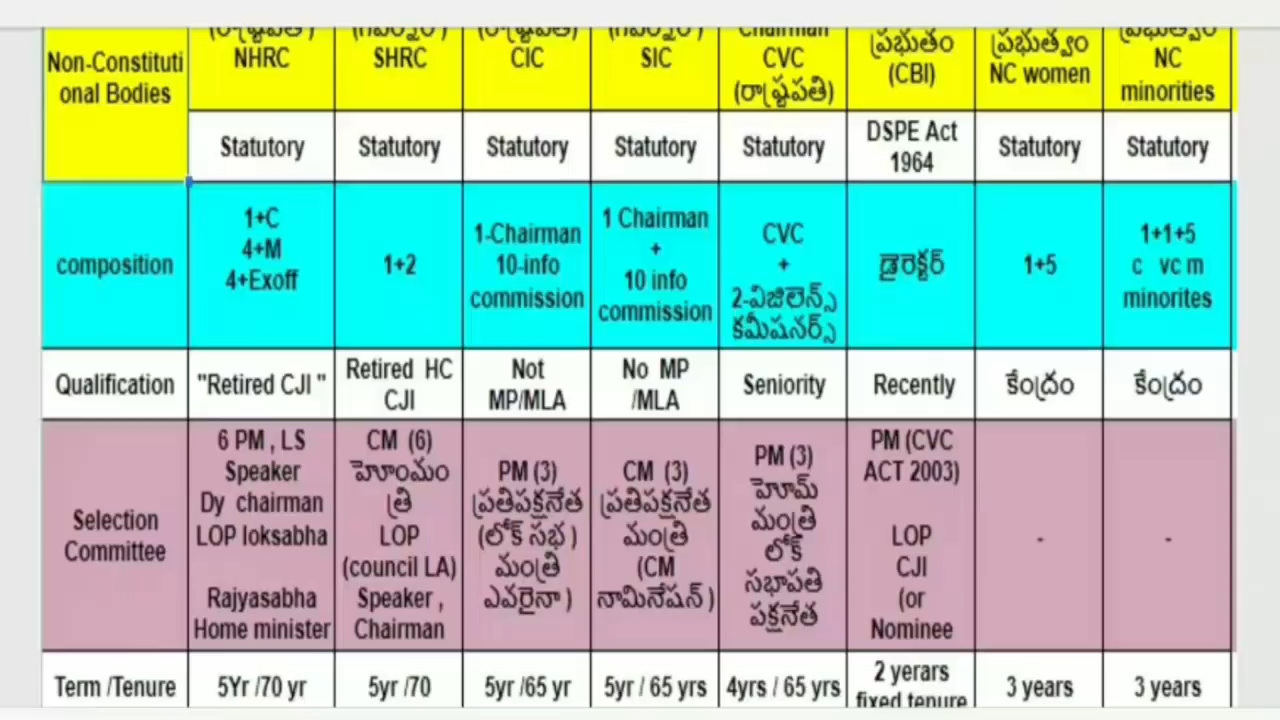 (రాష్ట్రపతి) (గవర్నర్) (రాష్ట్రపతి) (గవర్నర్) Chairman ప్రభుతం ప్రభుత్వం ప్రభుత్వం
Non-Constituti NHRC SHRC CIC SIC CVC (CBI) NC women NC
onal Bodies (రాష్ట్రపతి) minorities
Statutory Statutory Statutory Statutory Statutory DSPE Act Statutory Statutory
1964
composition
1+C
4+M
4+Exoff
1+2
1-Chairman
10-info
commission
1 Chairman
+
10 info
commission
CVC
+
2-విజిలెన్స్
కమీషనర్స్
డైరెక్టర్
1+5
1+1+5
c vc m
minorites
Qualification
"Retired CJI "
Retired HC
CJI
Not
MP/MLA
No MP
/MLA
Seniority
Recently
కేంద్రం
కేంద్రం
Selection
Committee
6 PM , LS
Speaker
Dy chairman
LOP loksabha
Rajyasabha
Home minister
CM (6)
హెూంమం
త్రి
LOP
(council LA)
Speaker ,
Chairman
PM (3)
ప్రతిపక్షనేత
(లోక్ సభ )
మంత్రి
ఎవరైనా )
CM (3)
ప్రతిపక్షనేత
మంత్రి
(CM
నామినేషన్ )
PM (3)
హెూమ్
మంత్రి
లోక్
సభాపతి
పక్షనేత
PM (CVC
ACT 2003)
LOP
CJI
(or
Nominee
-
-
Term /Tenure
5Yr /70 yr
5yr /70
5yr /65 yr
5yr / 65 yrs
4yrs / 65 yrs
2 yerars
fixed tenure
3 years
3 years